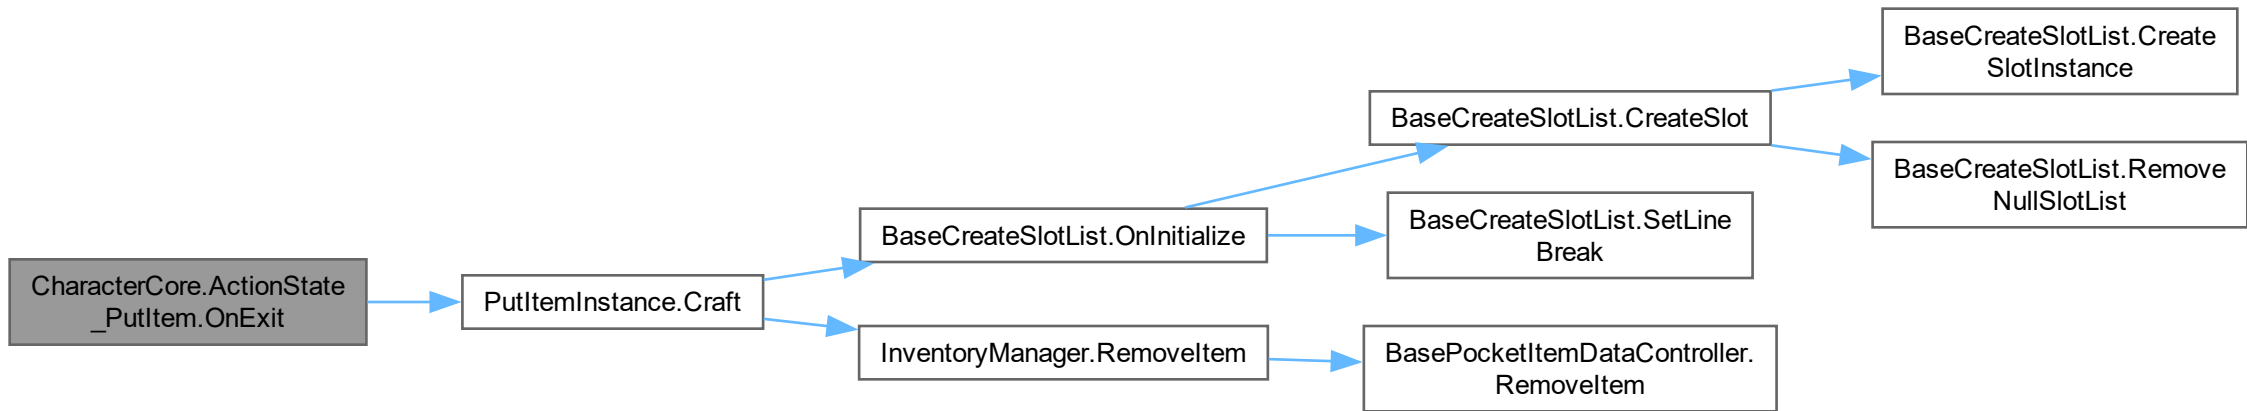 CharacterCore.ActionState
_PutItem.OnExit
PutItemInstance.Craft
BaseCreateSlotList.OnInitialize
BaseCreateSlotList.CreateSlot
BaseCreateSlotList.Create
SlotInstance
BaseCreateSlotList.Remove
NullSlotList
BaseCreateSlotList.SetLine
Break
InventoryManager.RemoveItem
BasePocketItemDataController.
RemoveItem